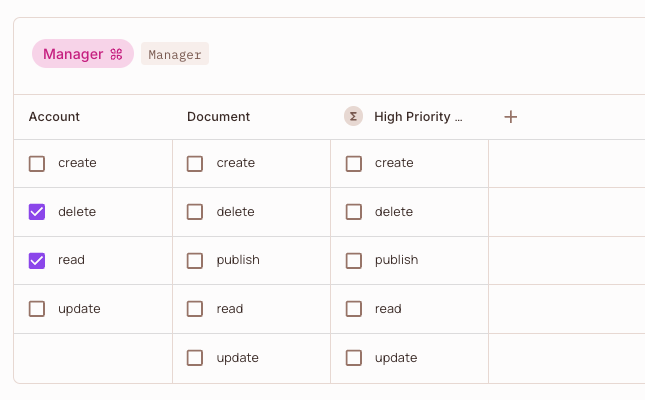 Manager ⌘ Manager
Account Document Σ High Priority ... +
create create create
delete delete delete
read publish publish
update read read
update update